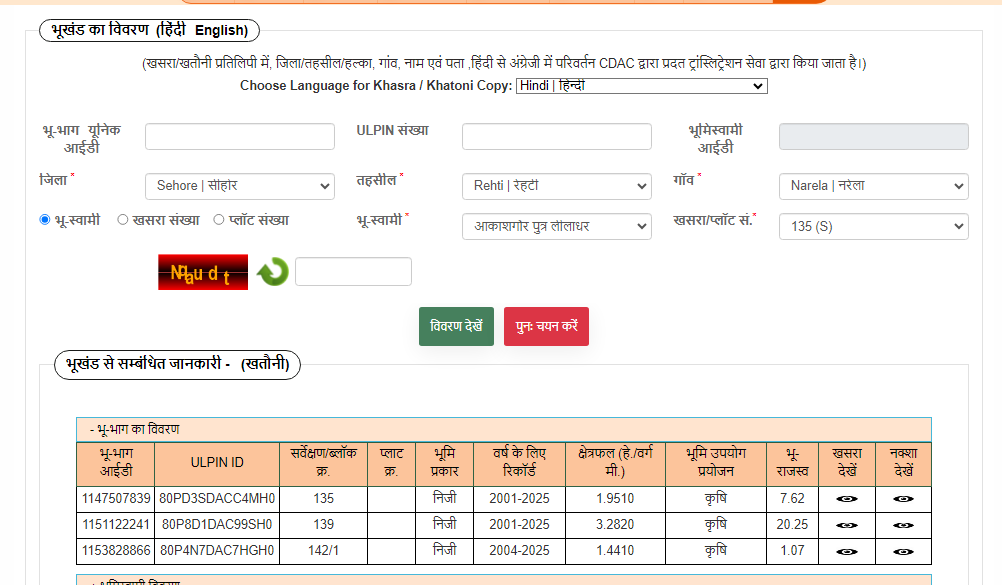 भूखंड का विवरण (हिंदी English)
(खसरा/खतौनी प्रतिलिपी में, जिला/तहसील/हल्का, गांव, नाम एवं पता ,हिंदी से अंग्रेजी में परिवर्तन CDAC द्वारा प्रदत ट्रांस्लिट्रेशन सेवा द्वारा किया जाता है।)
Choose Language for Khasra / Khatoni Copy: Hindi | हिन्दी
भू-भाग यूनिक आईडी
ULPIN संख्या
भूमिस्वामी आईडी
जिला * Sehore | सीहोर तहसील * Rehti | रेहटी गाँव * Narela | नरेला
भू-स्वामी खसरा संख्या प्लॉट संख्या भू-स्वामी * आकाशगोर पुत्र लीलाधर खसरा/प्लॉट सं.* 135 (S)
N a u d t
विवरण देखें पुनः चयन करें
भूखंड से सम्बंधित जानकारी - (खतौनी)
- भू-भाग का विवरण
भू-भाग आईडी ULPIN ID सर्वेक्षण/ब्लॉक क्र. प्लाट क्र. भूमि प्रकार वर्ष के लिए रिकॉर्ड क्षेत्रफल (हे./वर्ग मी.) भूमि उपयोग प्रयोजन भू-राजस्व खसरा देखें नक्शा देखें
1147507839 80PD3SDACC4MH0 135 निजी 2001-2025 1.9510 कृषि 7.62
1151122241 80P8D1DAC99SH0 139 निजी 2001-2025 3.2820 कृषि 20.25
1153828866 80P4N7DAC7HGH0 142/1 निजी 2004-2025 1.4410 कृषि 1.07